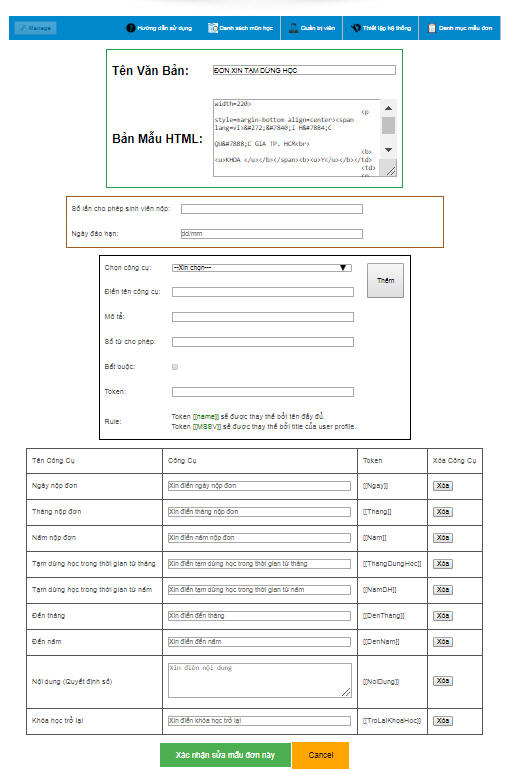 Manage
Hướng dẫn sử dụng
Danh sách môn học
Quản trị viên
Thiết lập hệ thống
Danh mục mẫu đơn
Tên Văn Bản:
ĐƠN XIN TẠM DỪNG HỌC
Bản Mẫu HTML:
width=220>
<p
style=margin-bottom align=center><span
lang=vi>&#272;&#7840;I H&#7884;C
QU&#7888;C GIA TP. HCM<br>
<b>
<u>KHOA </u></b></span><b><u>Y</u></b></td>
<td>
Số lần cho phép sinh viên nộp:
Ngày đáo hạn:
dd/mm
Chọn công cụ:
--Xin chọn---
Thêm
Điền tên công cụ:
Mô tả:
Số từ cho phép:
Bắt buộc:
Token:
Rule:
Token [[name]] sẽ được thay thế bởi tên đầy đủ.
Token [[MSSV]] sẽ được thay thế bởi title của user profile.
Tên Công Cụ
Công Cụ
Token
Xóa Công Cụ
Ngày nộp đơn
Xin điền ngày nộp đơn
[[Ngay]]
Xóa
Tháng nộp đơn
Xin điền tháng nộp đơn
[[Thang]]
Xóa
Năm nộp đơn
Xin điền năm nộp đơn
[[Nam]]
Xóa
Tạm dừng học trong thời gian từ tháng
Xin điền tạm dừng học trong thời gian từ tháng
[[ThangDungHoc]]
Xóa
Tạm dừng học trong thời gian từ năm
Xin điền tạm dừng học trong thời gian từ năm
[[NamDH]]
Xóa
Đến tháng
Xin điền đến tháng
[[DenThang]]
Xóa
Đến năm
Xin điền đến năm
[[DenNam]]
Xóa
Nội dung (Quyết định số)
Xin điền nội dung
[[NoiDung]]
Xóa
Khóa học trở lại
Xin điền khóa học trở lại
[[TroLaiKhoaHoc]]
Xóa
Xác nhận sửa mẫu đơn này
Cancel